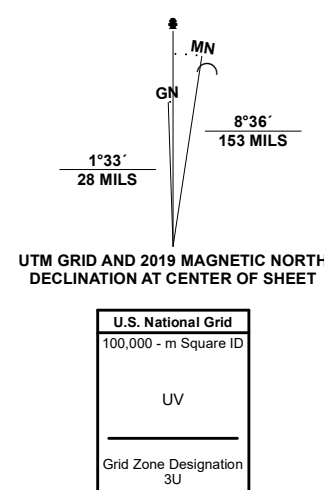 MN
GN
8°36´
153 MILS
1°33´
28 MILS
UTM GRID AND 2019 MAGNETIC NORTH
DECLINATION AT CENTER OF SHEET
U.S. National Grid
100,000 - m Square ID
UV
Grid Zone Designation
3U